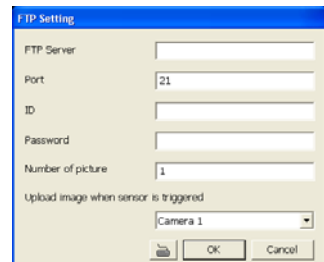 FTP Setting
FTP Server
Port 21
ID
Password
Number of picture 1
Upload image when sensor is triggered
Camera 1
OK Cancel